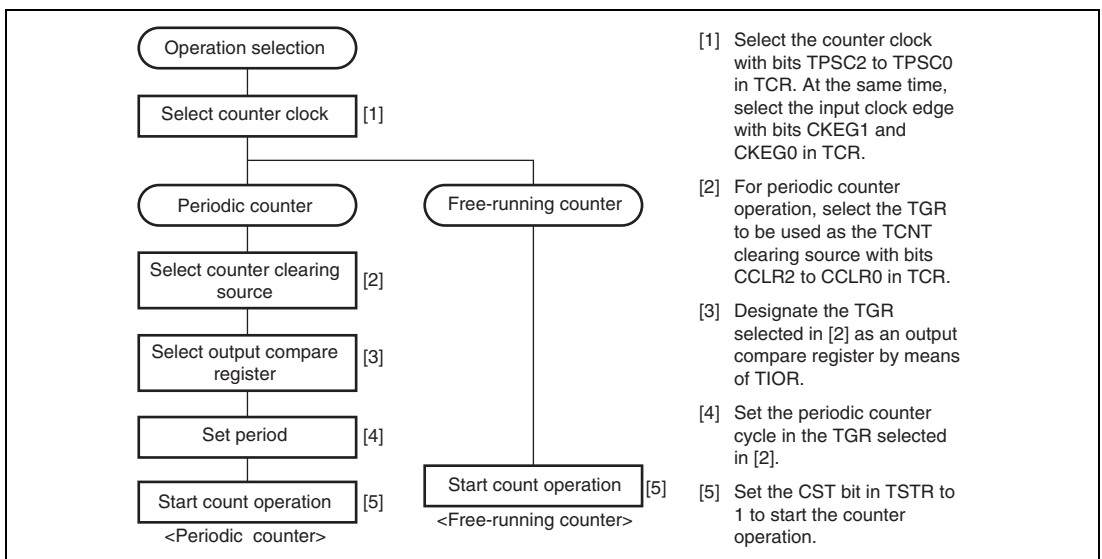 Operation selection
Select counter clock
[1]
Periodic counter
Free-running counter
Select counter clearing
source
[2]
Select output compare
register
[3]
Set period
[4]
Start count operation
[5]
<Periodic counter>
Start count operation
[5]
<Free-running counter>
[1] Select the counter clock
with bits TPSC2 to TPSC0
in TCR. At the same time,
select the input clock edge
with bits CKEG1 and
CKEG0 in TCR.
[2] For periodic counter
operation, select the TGR
to be used as the TCNT
clearing source with bits
CCLR2 to CCLR0 in TCR.
[3] Designate the TGR
selected in [2] as an output
compare register by means
of TIOR.
[4] Set the periodic counter
cycle in the TGR selected
in [2].
[5] Set the CST bit in TSTR to
1 to start the counter
operation.